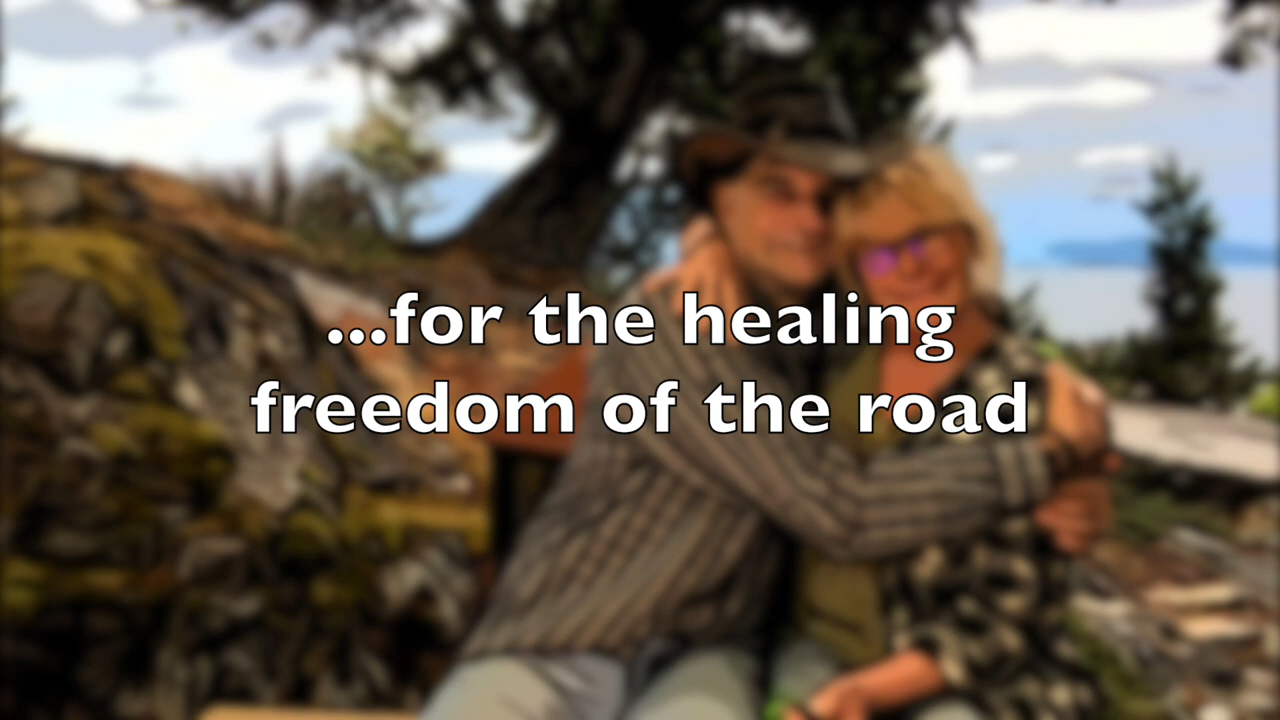 ...for the healing
freedom of the road